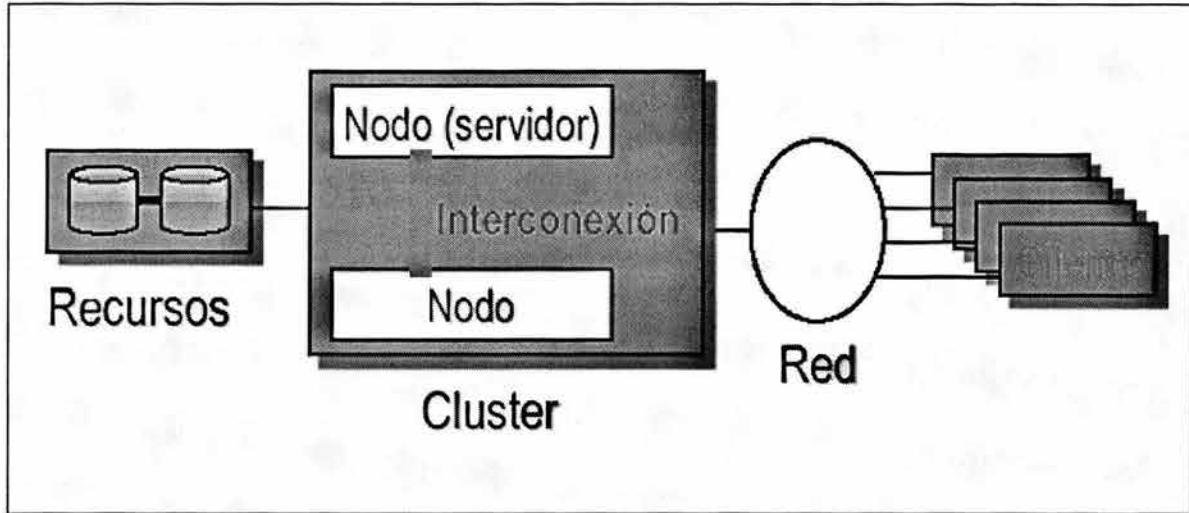 Nodo (servidor)
Interconexión
Nodo
Recursos
Cluster
Red